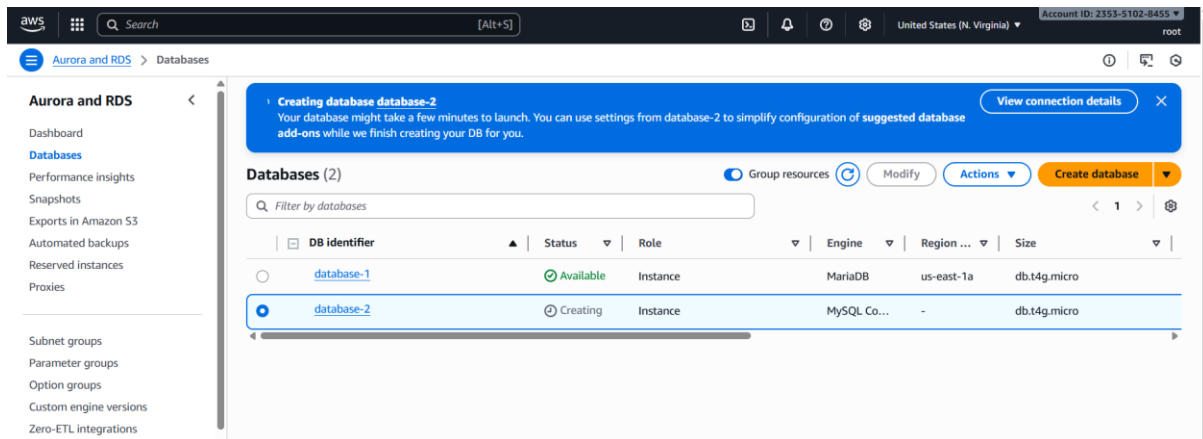 aws Search [Alt+S] United States (N. Virginia) ▼ Account ID: 2353-5102-8455 ▼
root
Aurora and RDS > Databases
Aurora and RDS
Dashboard
Databases
Performance insights
Snapshots
Exports in Amazon S3
Automated backups
Reserved instances
Proxies
Subnet groups
Parameter groups
Option groups
Custom engine versions
Zero-ETL integrations
Creating database database-2
Your database might take a few minutes to launch. You can use settings from database-2 to simplify configuration of suggested database
add-ons while we finish creating your DB for you.
View connection details
Databases (2) Group resources Modify Actions ▼ Create database ▼
Filter by databases < 1 >
DB identifier Status Role Engine Region ... Size
database-1 Available Instance MariaDB us-east-1a db.t4g.micro
database-2 Creating Instance MySQL Co... - db.t4g.micro